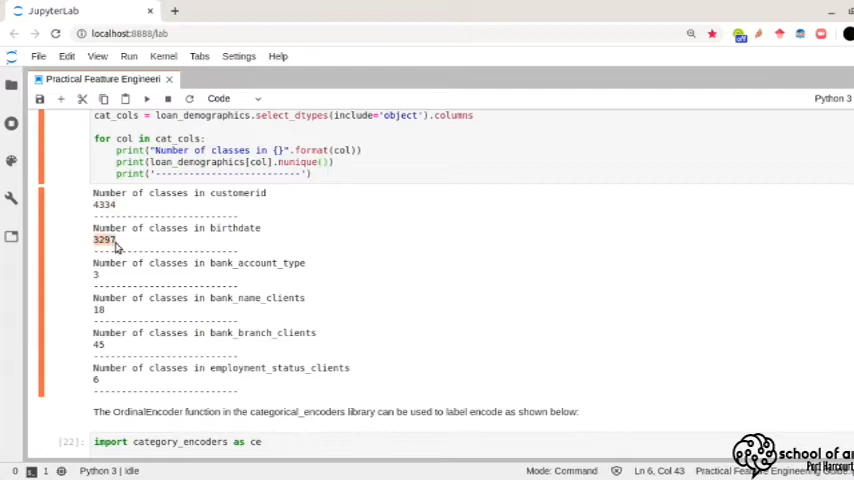 JupyterLab
localhost:8888/lab
off
File Edit View Run Kernel Tabs Settings Help
Practical Feature Engineeri
Code
Python 3
cat_cols = loan_demographics.select_dtypes(include='object').columns
for col in cat_cols:
print("Number of classes in {}".format(col))
print(loan_demographics[col].nunique())
print('--------------------------')
Number of classes in customerid
4334
--------------------------
Number of classes in birthdate
3297
--------------------------
Number of classes in bank_account_type
3
--------------------------
Number of classes in bank_name_clients
18
--------------------------
Number of classes in bank_branch_clients
45
--------------------------
Number of classes in employment_status_clients
6
--------------------------
The OrdinalEncoder function in the categorical_encoders library can be used to label encode as shown below:
[22]: import category_encoders as ce
school of a
Port Harcourt
0 1 Python 3 | Idle Mode: Command Ln 6, Col 43 Practical Feature Engineering